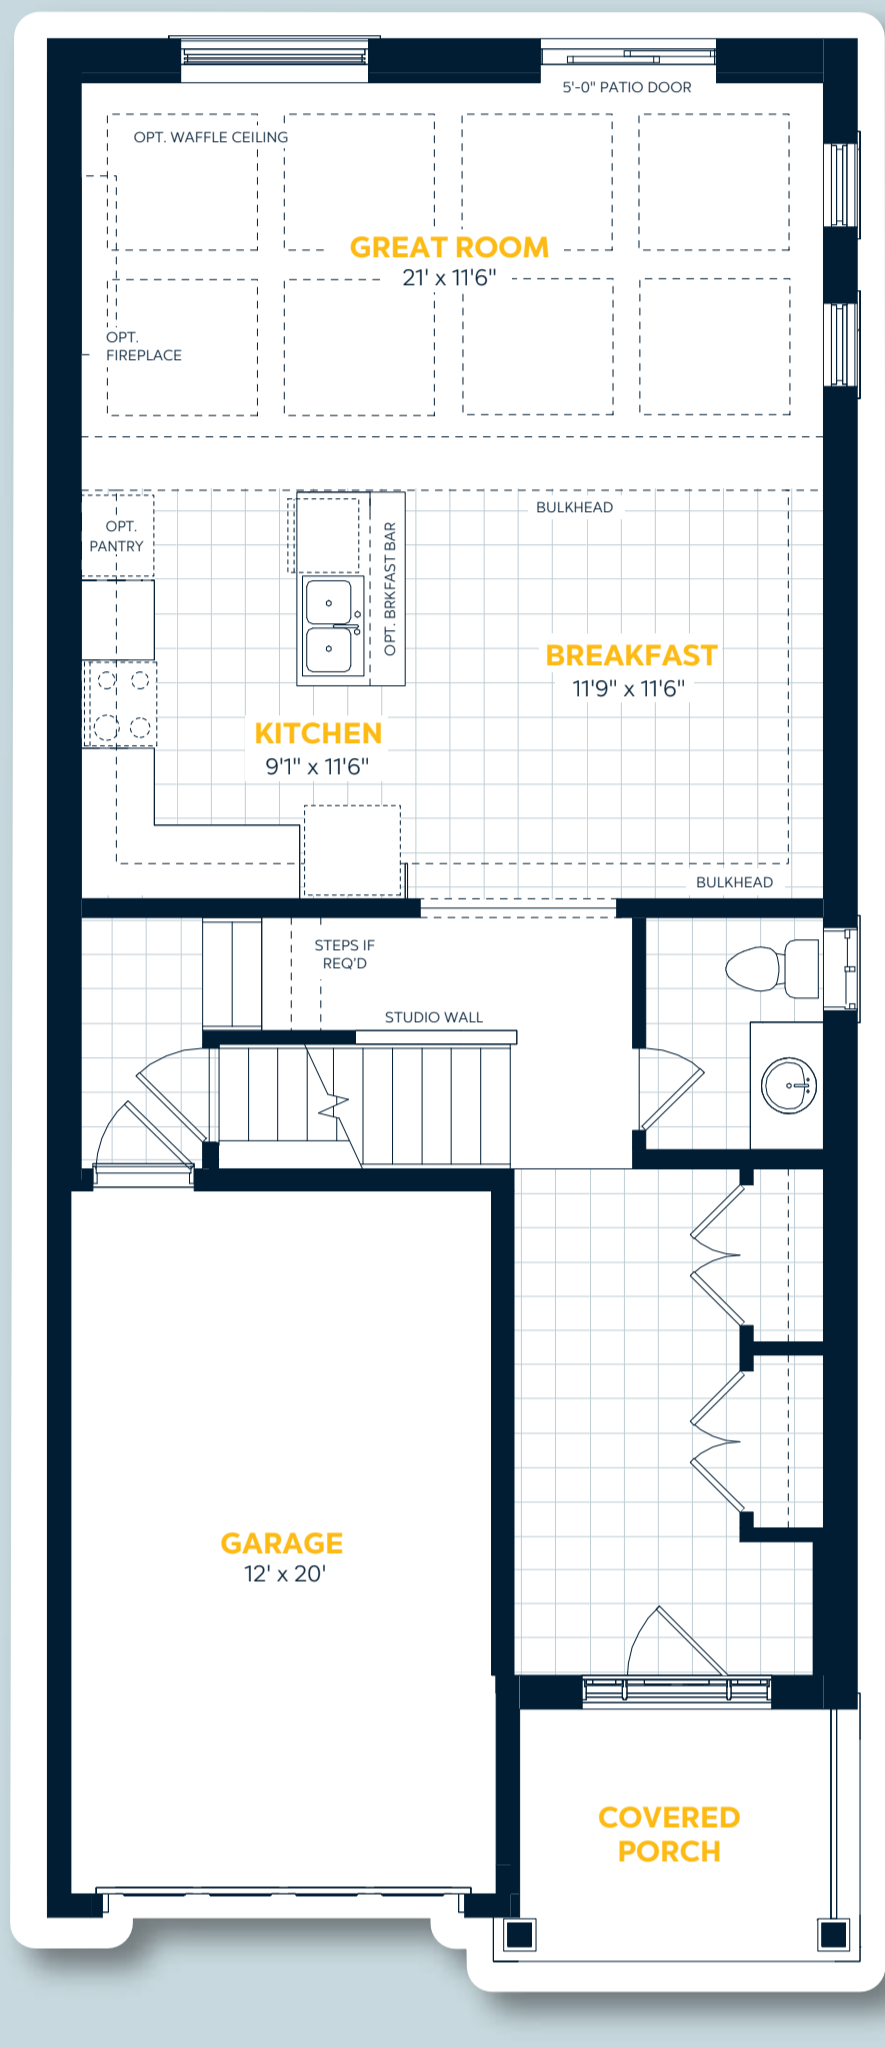 5'-0" PATIO DOOR
OPT. WAFFLE CEILING
GREAT ROOM
21' x 11'6"
OPT.
FIREPLACE
BULKHEAD
OPT.
PANTRY
OPT. BRKFAST BAR
BREAKFAST
11'9" x 11'6"
KITCHEN
9'1" x 11'6"
BULKHEAD
STEPS IF
REQ'D
STUDIO WALL
GARAGE
12' x 20'
COVERED
PORCH